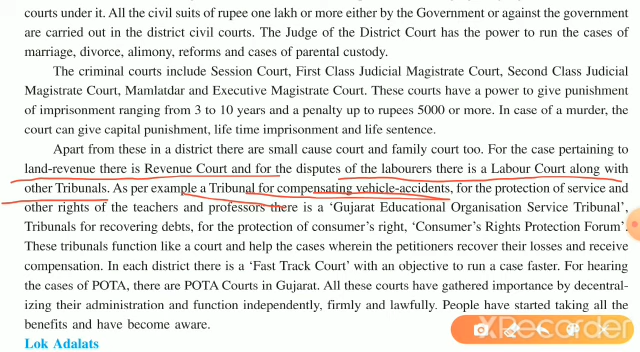 courts under it. All the civil suits of rupee one lakh or more either by the Government or against the government
are carried out in the district civil courts. The Judge of the District Court has the power to run the cases of
marriage, divorce, alimony, reforms and cases of parental custody.
The criminal courts include Session Court, First Class Judicial Magistrate Court, Second Class Judicial
Magistrate Court, Mamlatdar and Executive Magistrate Court. These courts have a power to give punishment
of imprisonment ranging from 3 to 10 years and a penalty up to rupees 5000 or more. In case of a murder, the
court can give capital punishment, life time imprisonment and life sentence.
Apart from these in a district there are small cause court and family court too. For the case pertaining to
land-revenue there is Revenue Court and for the disputes of the labourers there is a Labour Court along with
other Tribunals. As per example a Tribunal for compensating vehicle-accidents, for the protection of service and
other rights of the teachers and professors there is a 'Gujarat Educational Organisation Service Tribunal',
Tribunals for recovering debts, for the protection of consumer's right, 'Consumer's Rights Protection Forum'.
These tribunals function like a court and help the cases wherein the petitioners recover their losses and receive
compensation. In each district there is a 'Fast Track Court' with an objective to run a case faster. For hearing
the cases of POTA, there are POTA Courts in Gujarat. All these courts have gathered importance by decentral-
izing their administration and function independently, firmly and lawfully. People have started taking all the
benefits and have become aware.
XRecorder
Lok Adalats